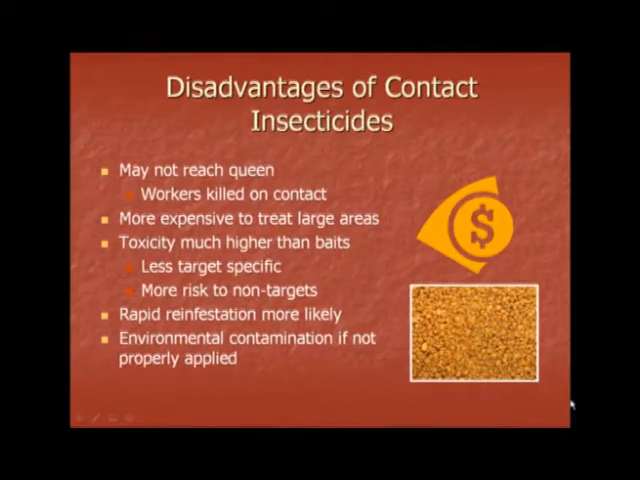 Disadvantages of Contact
Insecticides
May not reach queen
Workers killed on contact
More expensive to treat large areas
Toxicity much higher than baits
Less target specific
More risk to non-targets
Rapid reinfestation more likely
Environmental contamination if not
properly applied
$